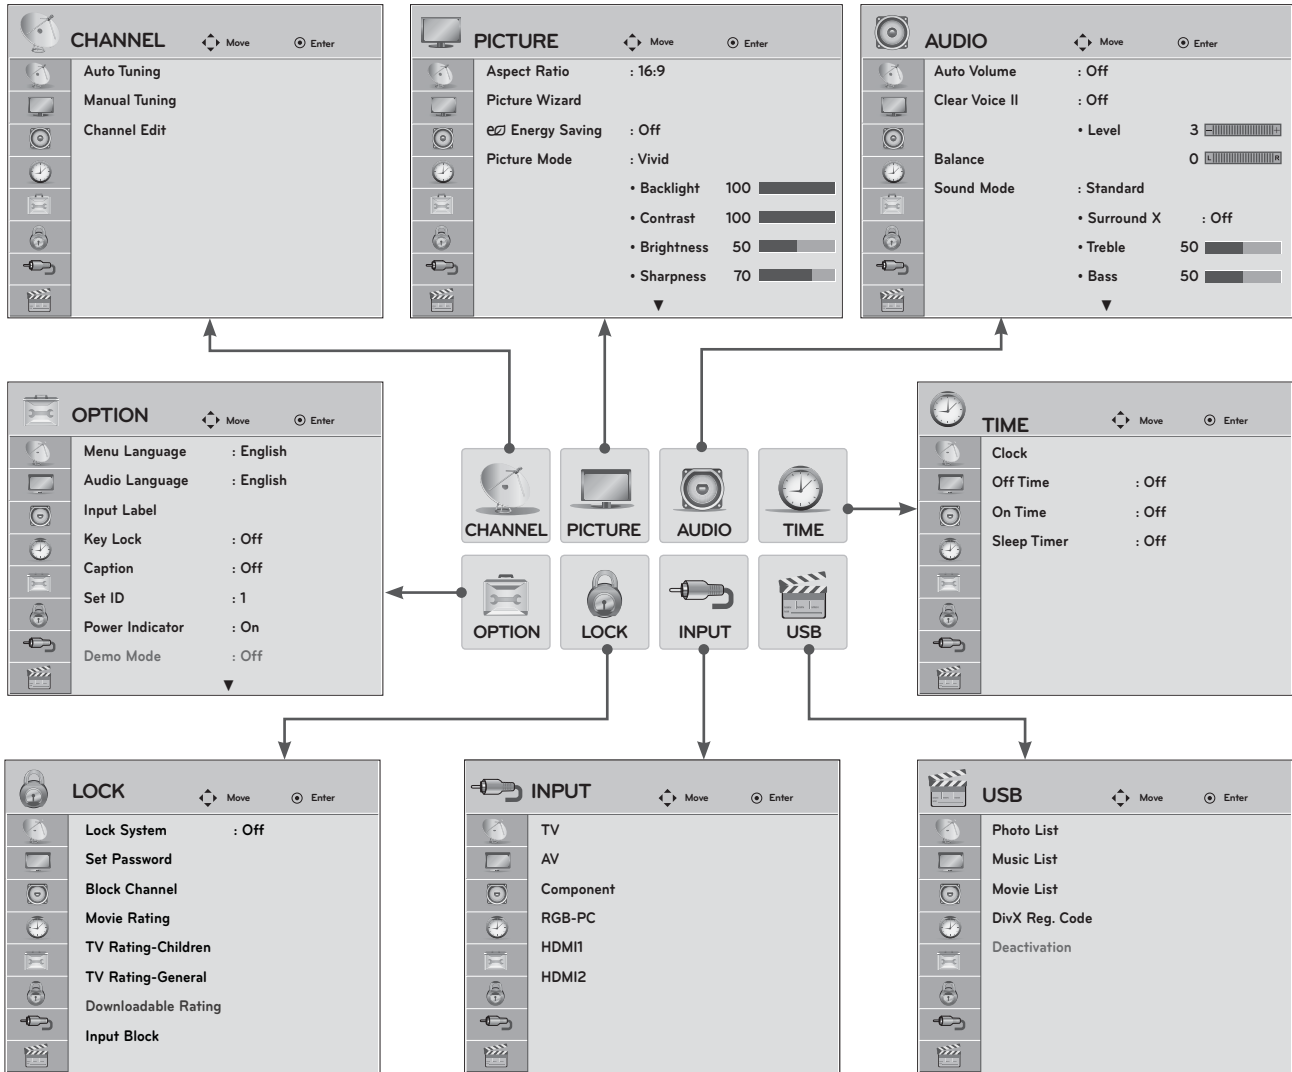 CHANNEL Move Enter
Auto Tuning
Manual Tuning
Channel Edit
PICTURE Move Enter
Aspect Ratio : 16:9
Picture Wizard
Energy Saving : Off
Picture Mode : Vivid
• Backlight 100
• Contrast 100
• Brightness 50
• Sharpness 70
▼
AUDIO Move Enter
Auto Volume : Off
Clear Voice II : Off
• Level 3 - +
Balance 0 L R
Sound Mode : Standard
• Surround X : Off
• Treble 50
• Bass 50
▼
OPTION Move Enter
Menu Language : English
Audio Language : English
Input Label
Key Lock : Off
Caption : Off
Set ID : 1
Power Indicator : On
Demo Mode : Off
▼
CHANNEL PICTURE AUDIO TIME
OPTION LOCK INPUT USB
TIME Move Enter
Clock
Off Time : Off
On Time : Off
Sleep Timer : Off
LOCK Move Enter
Lock System : Off
Set Password
Block Channel
Movie Rating
TV Rating-Children
TV Rating-General
Downloadable Rating
Input Block
INPUT Move Enter
TV
AV
Component
RGB-PC
HDMI1
HDMI2
USB Move Enter
Photo List
Music List
Movie List
DivX Reg. Code
Deactivation